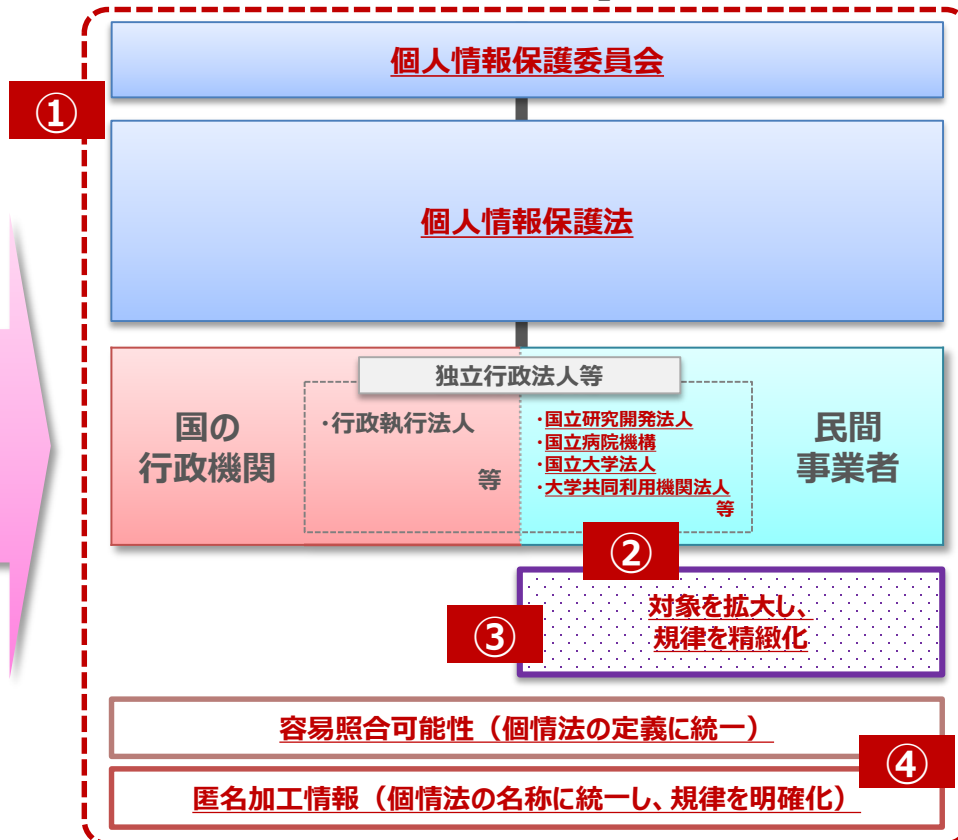 個人情報保護委員会
①
個人情報保護法
独立行政法人等
国の
行政機関
・行政執行法人
等
・国立研究開発法人
・国立病院機構
・国立大学法人
・大学共同利用機関法人
等
民間
事業者
②
③
対象を拡大し、
規律を精緻化
容易照合可能性（個情法の定義に統一）
④
匿名加工情報（個情法の名称に統一し、規律を明確化）